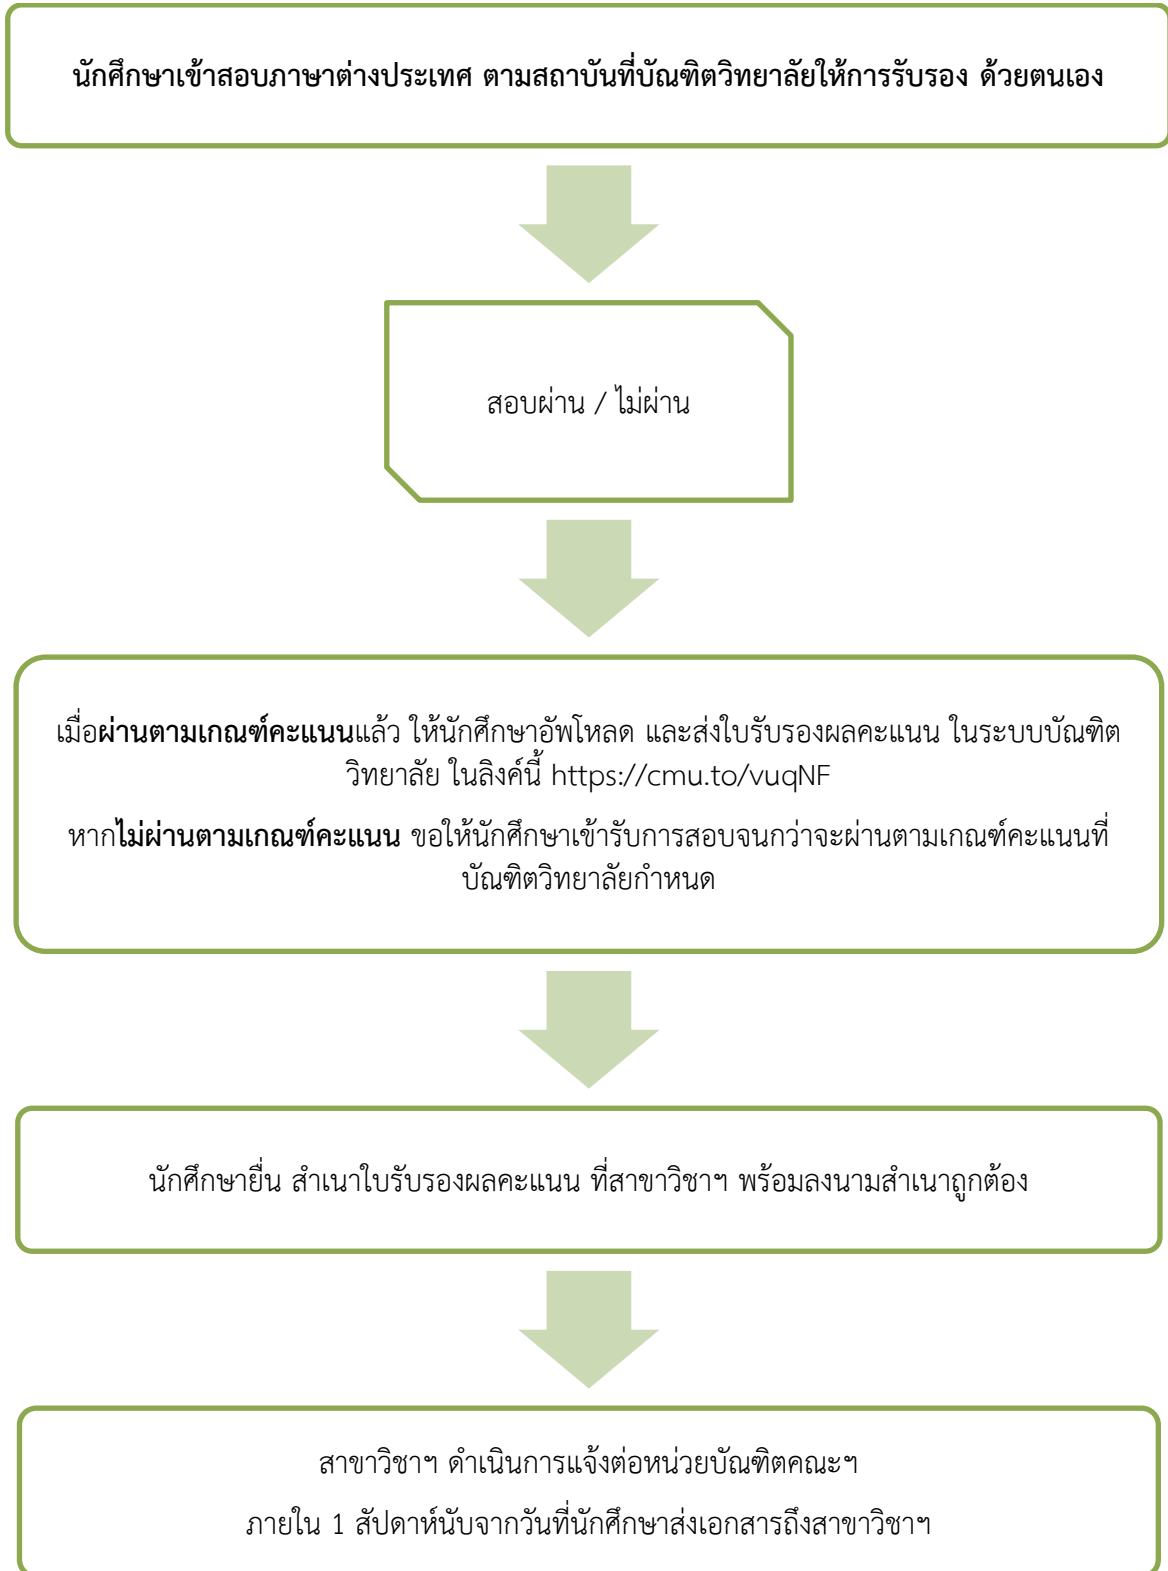 นักศึกษาเข้าสอบภาษาต่างประเทศ ตามสถาบันที่บัณฑิตวิทยาลัยให้การรับรอง ด้วยตนเอง
สอบผ่าน / ไม่ผ่าน
เมื่อผ่านตามเกณฑ์คะแนนแล้ว ให้นักศึกษาอัพโหลด และส่งใบรับรองผลคะแนน ในระบบบัณฑิต
วิทยาลัย ในลิงค์นี้ https://cmu.to/vuqNF
หากไม่ผ่านตามเกณฑ์คะแนน ขอให้นักศึกษาเข้ารับการสอบจนกว่าจะผ่านตามเกณฑ์คะแนนที่
บัณฑิตวิทยาลัยกำหนด
นักศึกษายื่น สำเนาใบรับรองผลคะแนน ที่สาขาวิชาฯ พร้อมลงนามสำเนาถูกต้อง
สาขาวิชาฯ ดำเนินการแจ้งต่อหน่วยบัณฑิตคณะฯ
ภายใน 1 สัปดาห์นับจากวันที่นักศึกษาส่งเอกสารถึงสาขาวิชาฯ